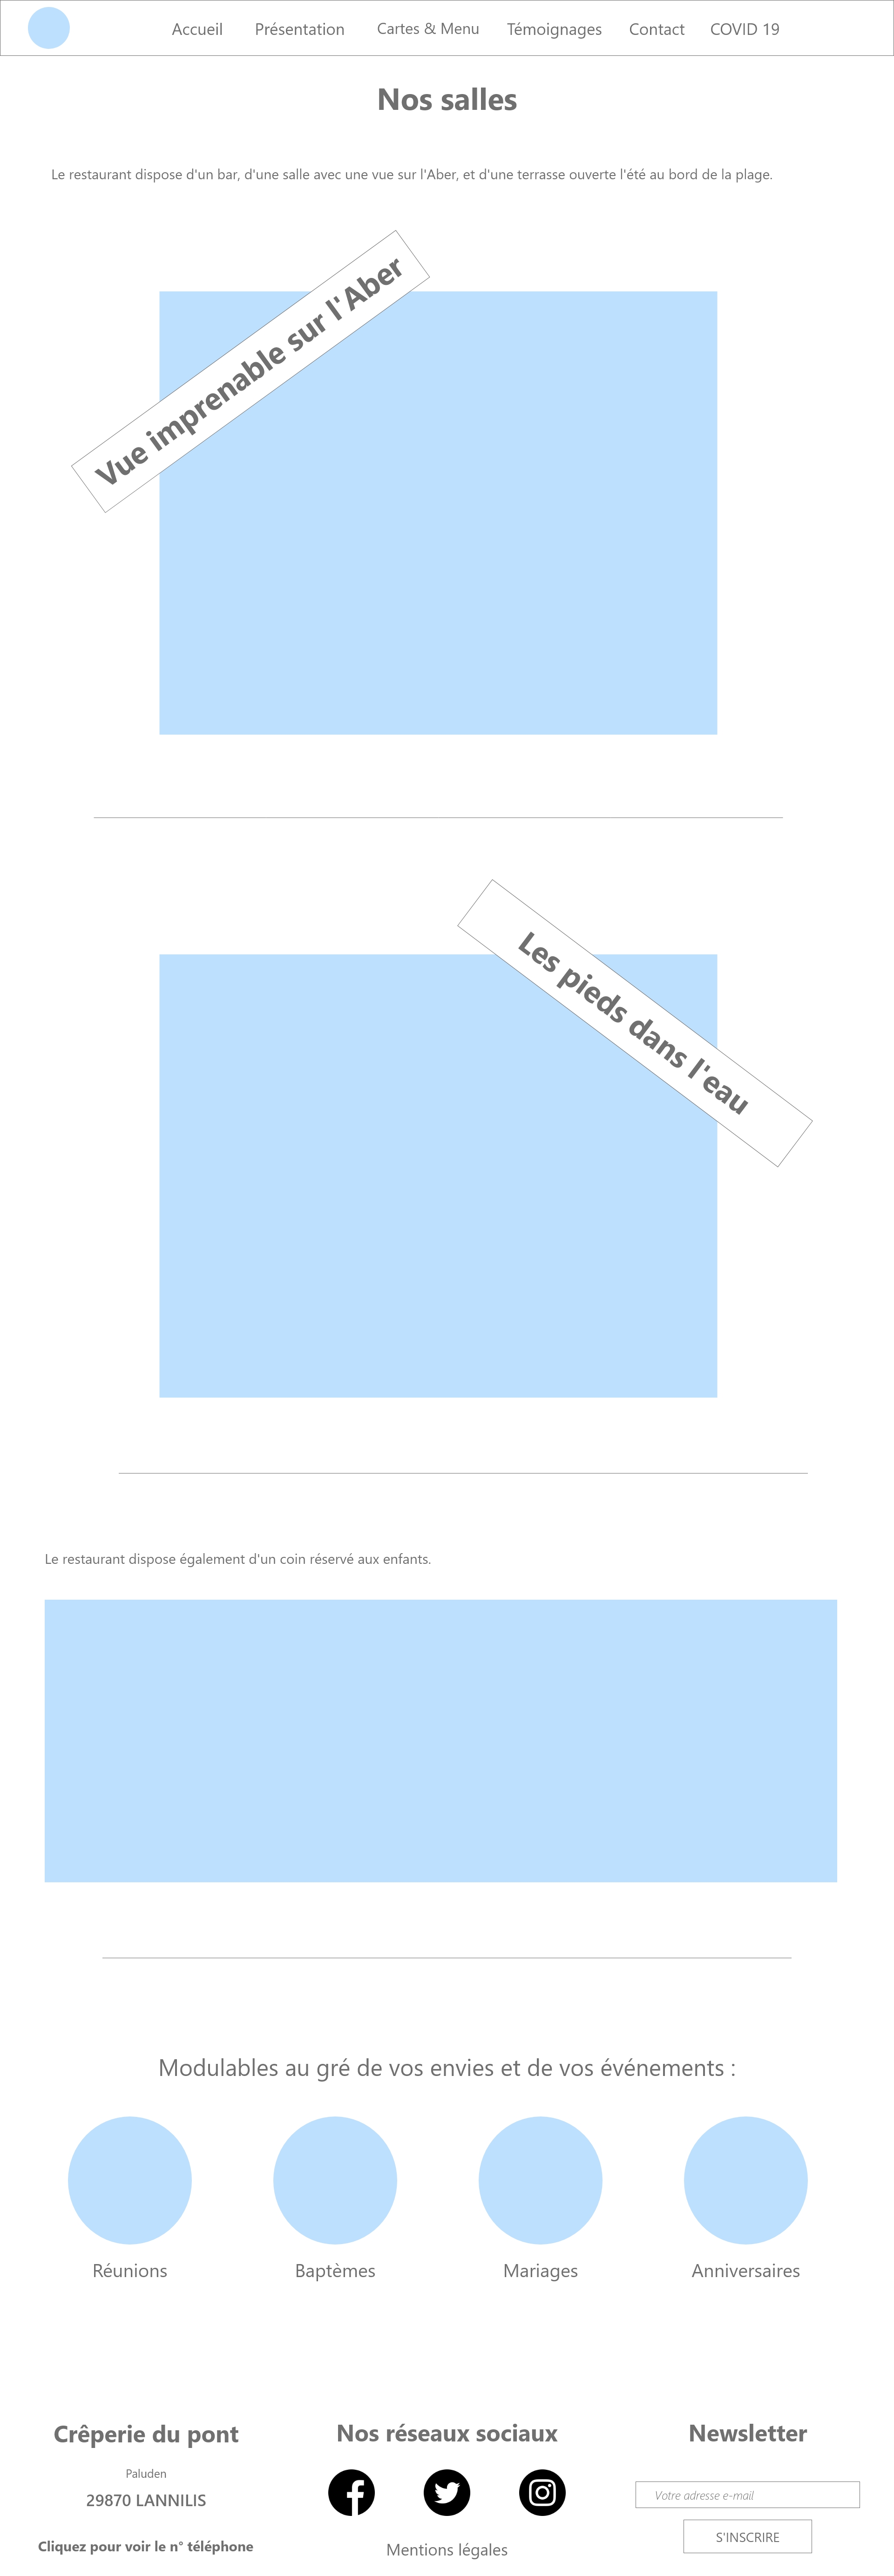 Accueil Présentation Cartes & Menu Témoignages Contact COVID 19
Nos salles
Le restaurant dispose d'un bar, d'une salle avec une vue sur l'Aber, et d'une terrasse ouverte l'été au bord de la plage.
Vue imprenable sur l'Aber
Les pieds dans l'eau
Le restaurant dispose également d'un coin réservé aux enfants.
Modulables au gré de vos envies et de vos événements :
Réunions Baptèmes Mariages Anniversaires
Crêperie du pont
Paluden
29870 LANNILIS
Cliquez pour voir le n° téléphone
Nos réseaux sociaux
Mentions légales
Newsletter
Votre adresse e-mail
S'INSCRIRE